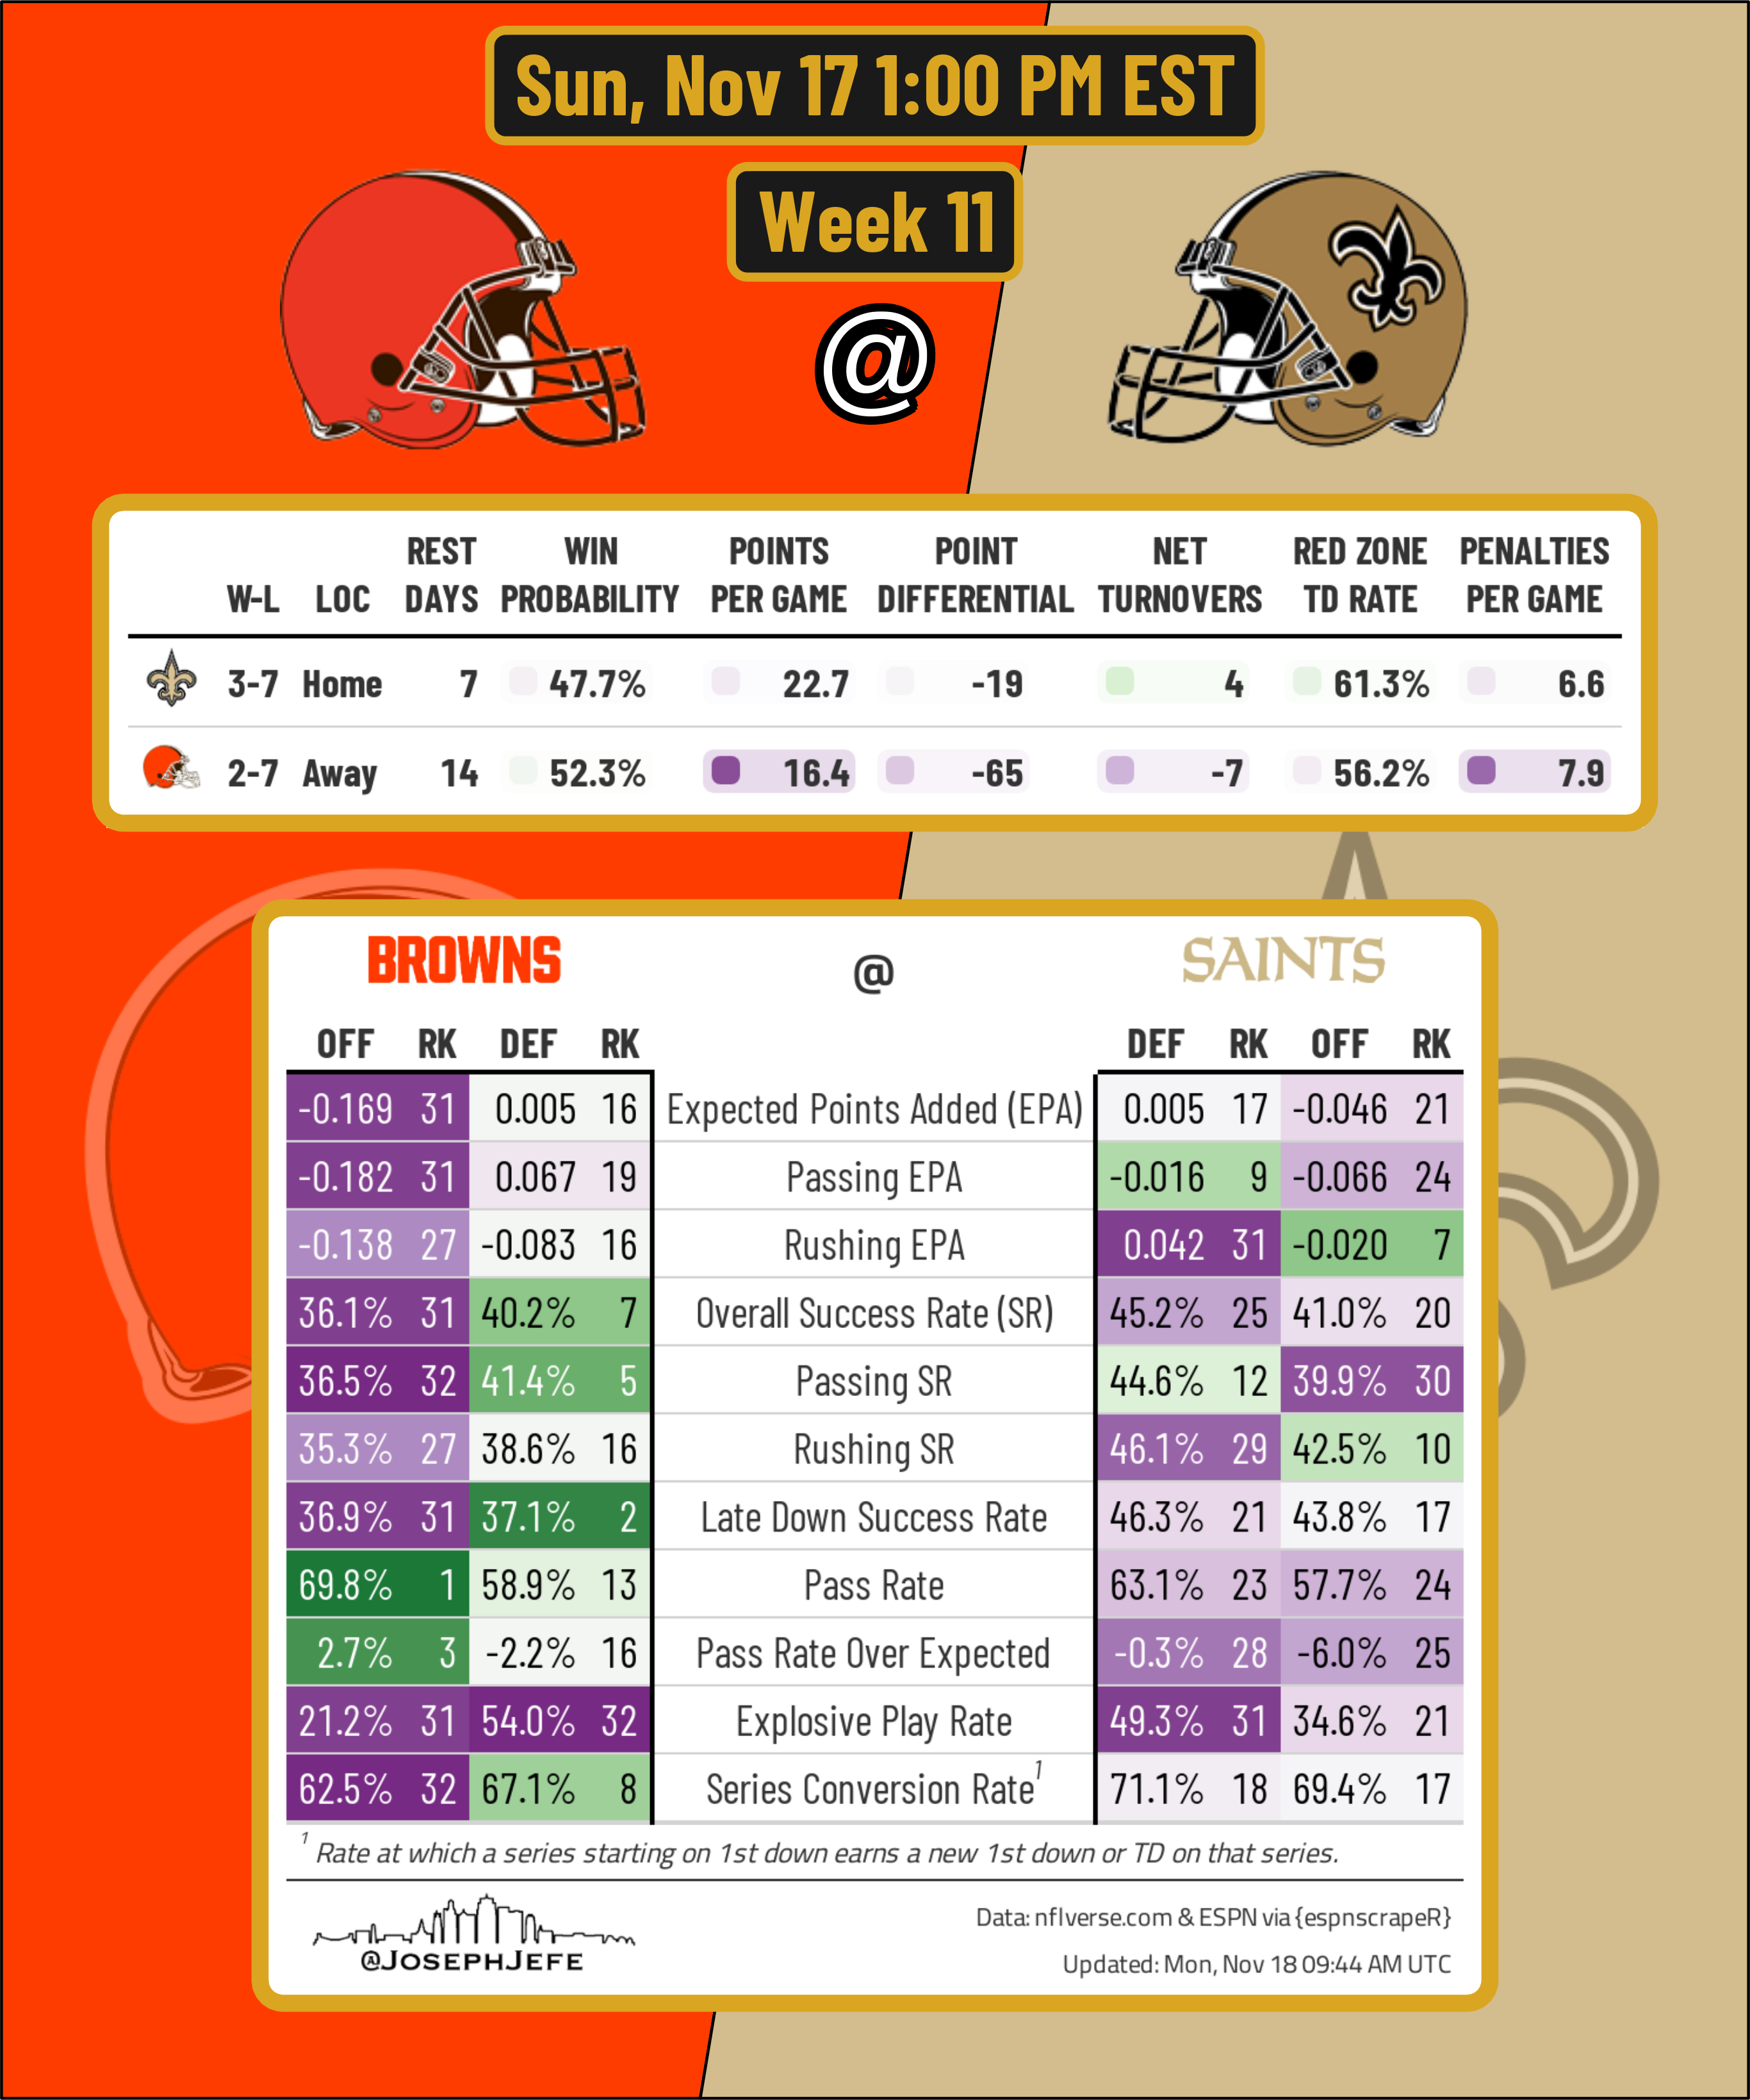 Sun, Nov 17 1:00 PM EST
Week 11
@
W-L LOC REST DAYS WIN PROBABILITY POINTS PER GAME POINT DIFFERENTIAL NET TURNOVERS RED ZONE TD RATE PENALTIES PER GAME
3-7 Home 7 47.7% 22.7 -19 4 61.3% 6.6
2-7 Away 14 52.3% 16.4 -65 -7 56.2% 7.9
BROWNS @ SAINTS
OFF RK DEF RK DEF RK OFF RK
-0.169 31 0.005 16 Expected Points Added (EPA) 0.005 17 -0.046 21
-0.182 31 0.067 19 Passing EPA -0.016 9 -0.066 24
-0.138 27 -0.083 16 Rushing EPA 0.042 31 -0.020 7
36.1% 31 40.2% 7 Overall Success Rate (SR) 45.2% 25 41.0% 20
36.5% 32 41.4% 5 Passing SR 44.6% 12 39.9% 30
35.3% 27 38.6% 16 Rushing SR 46.1% 29 42.5% 10
36.9% 31 37.1% 2 Late Down Success Rate 46.3% 21 43.8% 17
69.8% 1 58.9% 13 Pass Rate 63.1% 23 57.7% 24
2.7% 3 -2.2% 16 Pass Rate Over Expected -0.3% 28 -6.0% 25
21.2% 31 54.0% 32 Explosive Play Rate 49.3% 31 34.6% 21
62.5% 32 67.1% 8 Series Conversion Rate¹ 71.1% 18 69.4% 17
¹ Rate at which a series starting on 1st down earns a new 1st down or TD on that series.
@JOSEPHJEFE
Data: nflverse.com & ESPN via {espnscrapeR}
Updated: Mon, Nov 18 09:44 AM UTC